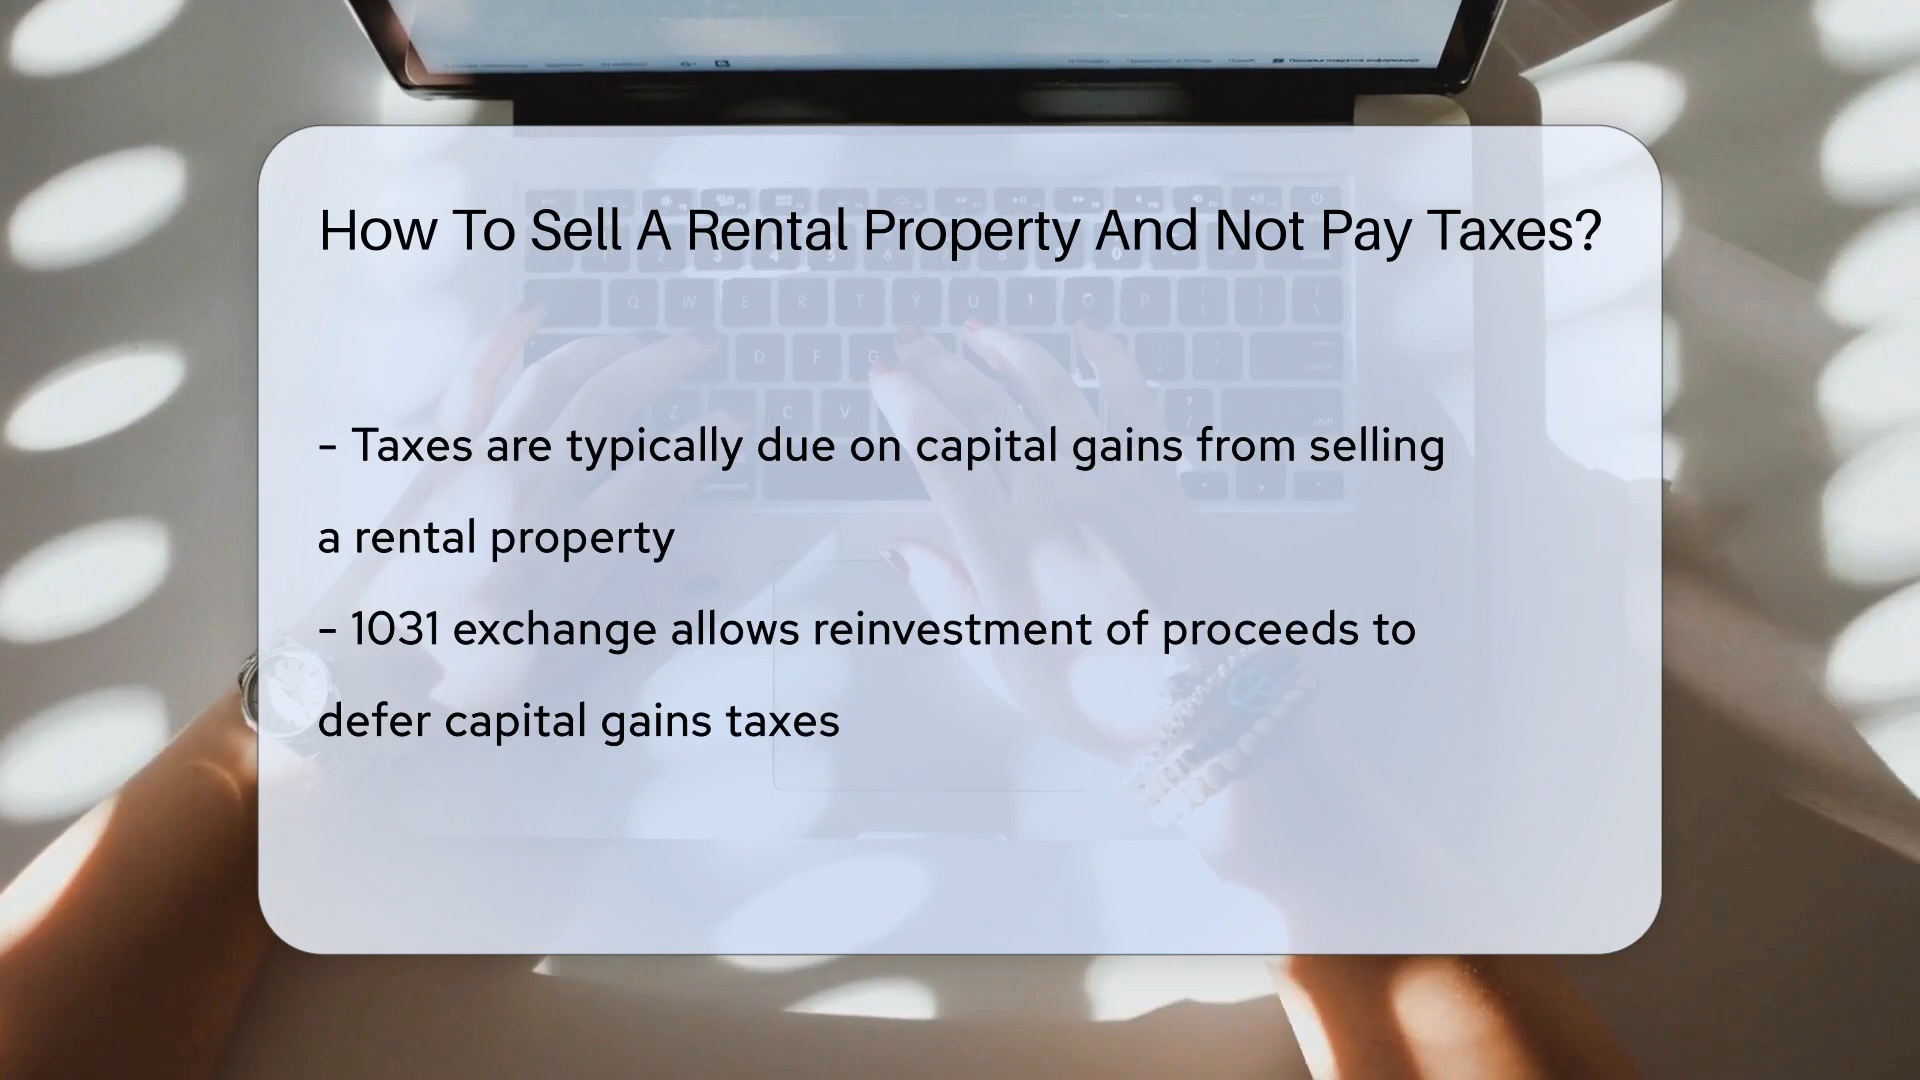 How To Sell A Rental Property And Not Pay Taxes?
- Taxes are typically due on capital gains from selling
a rental property
- 1031 exchange allows reinvestment of proceeds to
defer capital gains taxes